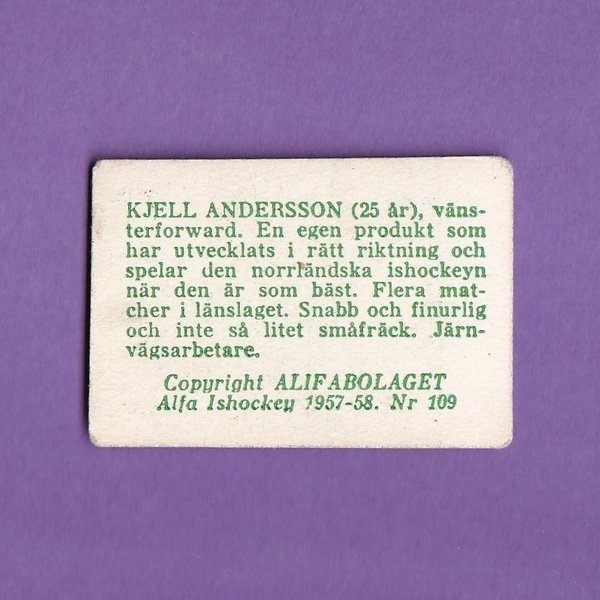 KJELL ANDERSSON (25 år), väns-
terforward. En egen produkt som
har utvecklats i rätt riktning och
spelar den norrländska ishockeyn
när den är som bäst. Flera mat-
cher i länslaget. Snabb och finurlig
och inte så litet småfräck. Järn-
vägsarbetare.
Copyright ALIFABOLAGET
Alfa Ishockey 1957-58. Nr 109